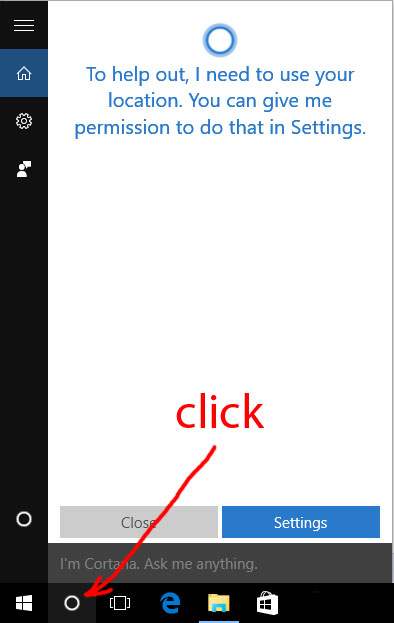 To help out, I need to use your
location. You can give me
permission to do that in Settings.
click
Close Settings
I'm Cortana. Ask me anything.